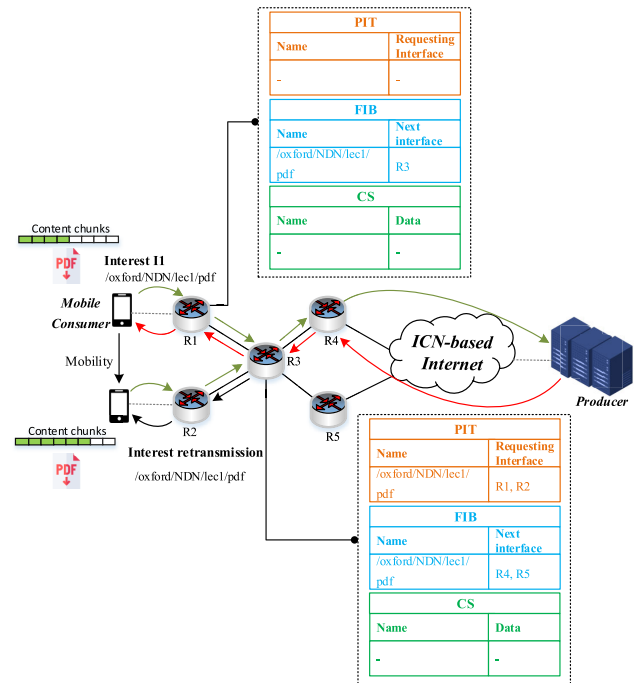 PIT
Name
Requesting
Interface
-
-
FIB
Name
Next
interface
/oxford/NDN/lec1/
pdf
R3
CS
Name
Data
-
-
Content chunks
PDF
Interest I1
/oxford/NDN/lec1/pdf
Mobile
Consumer
R1
R4
R3
ICN-based
Internet
Producer
Mobility
R2
R5
Content chunks
PDF
Interest retransmission
/oxford/NDN/lec1/pdf
PIT
Name
Requesting
Interface
/oxford/NDN/lec1/
pdf
R1, R2
FIB
Name
Next
interface
/oxford/NDN/lec1/
pdf
R4, R5
CS
Name
Data
-
-